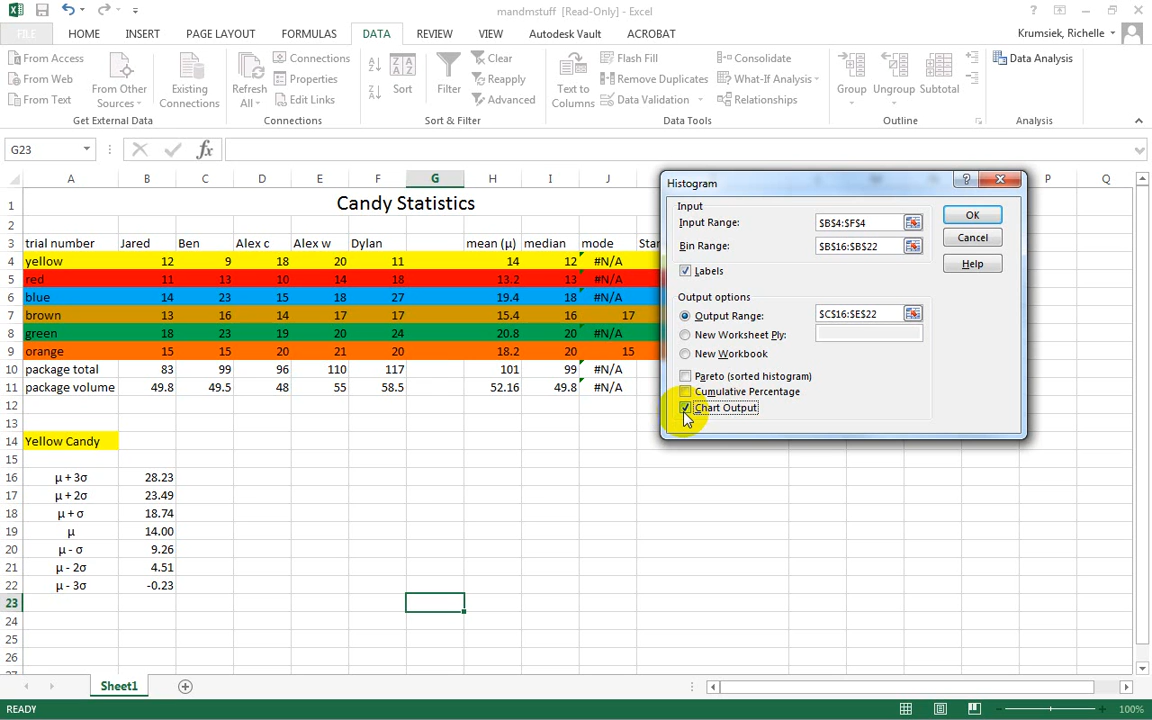 mandmstuff [Read-Only] - Excel
FILE HOME INSERT PAGE LAYOUT FORMULAS DATA REVIEW VIEW Autodesk Vault ACROBAT Krumsiek, Richelle
From Access
From Web
From Text
From Other Sources
Existing Connections
Get External Data
Refresh All
Connections
Properties
Edit Links
Connections
Sort
Filter
Clear
Reapply
Advanced
Sort & Filter
Text to Columns
Flash Fill
Remove Duplicates
Data Validation
Consolidate
What-If Analysis
Relationships
Data Tools
Group
Ungroup
Subtotal
Outline
Data Analysis
Analysis
G23
fx
A B C D E F G H I J P Q
1 Candy Statistics
2
3 trial number Jared Ben Alex c Alex w Dylan mean (μ) median mode
4 yellow 12 9 18 20 11 14 12 #N/A
5 red 11 13 10 14 18 13.2 13 #N/A
6 blue 14 23 15 18 27 19.4 18 #N/A
7 brown 13 16 14 17 17 15.4 16 17
8 green 18 23 19 20 24 20.8 20 #N/A
9 orange 15 15 20 21 20 18.2 20 15
10 package total 83 99 96 110 117 101 99 #N/A
11 package volume 49.8 49.5 48 55 58.5 52.16 49.8 #N/A
12
13
14 Yellow Candy
15
16 μ + 3σ 28.23
17 μ + 2σ 23.49
18 μ + σ 18.74
19 μ 14.00
20 μ - σ 9.26
21 μ - 2σ 4.51
22 μ - 3σ -0.23
23
24
25
26
Histogram
Input
Input Range: $B$4:$F$4
Bin Range: $B$16:$B$22
Labels
Output options
Output Range: $C$16:$E$22
New Worksheet Ply:
New Workbook
Pareto (sorted histogram)
Cumulative Percentage
Chart Output
OK
Cancel
Help
Sheet1
READY
100%